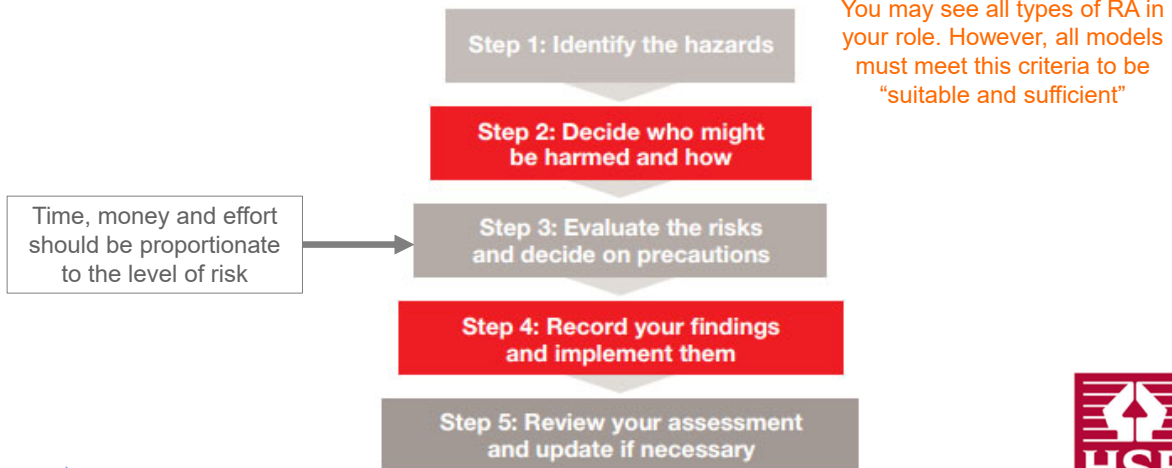 You may see all types of RA in
your role. However, all models
must meet this criteria to be
“suitable and sufficient”
Step 1: Identify the hazards
Step 2: Decide who might
be harmed and how
Time, money and effort
should be proportionate
to the level of risk
Step 3: Evaluate the risks
and decide on precautions
Step 4: Record your findings
and implement them
Step 5: Review your assessment
and update if necessary
HSE